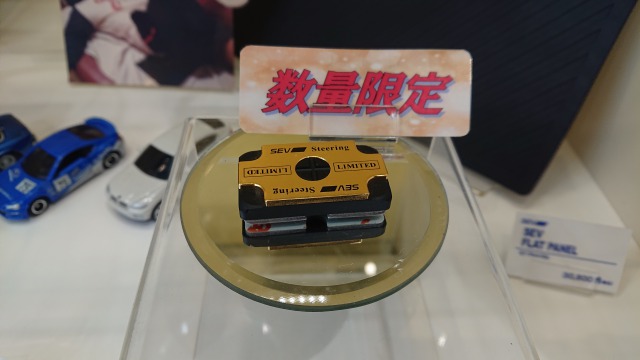 数量限定
SEV Steering
LIMITED
LIMITED
SEV Steering
SEV
FLAT PANEL